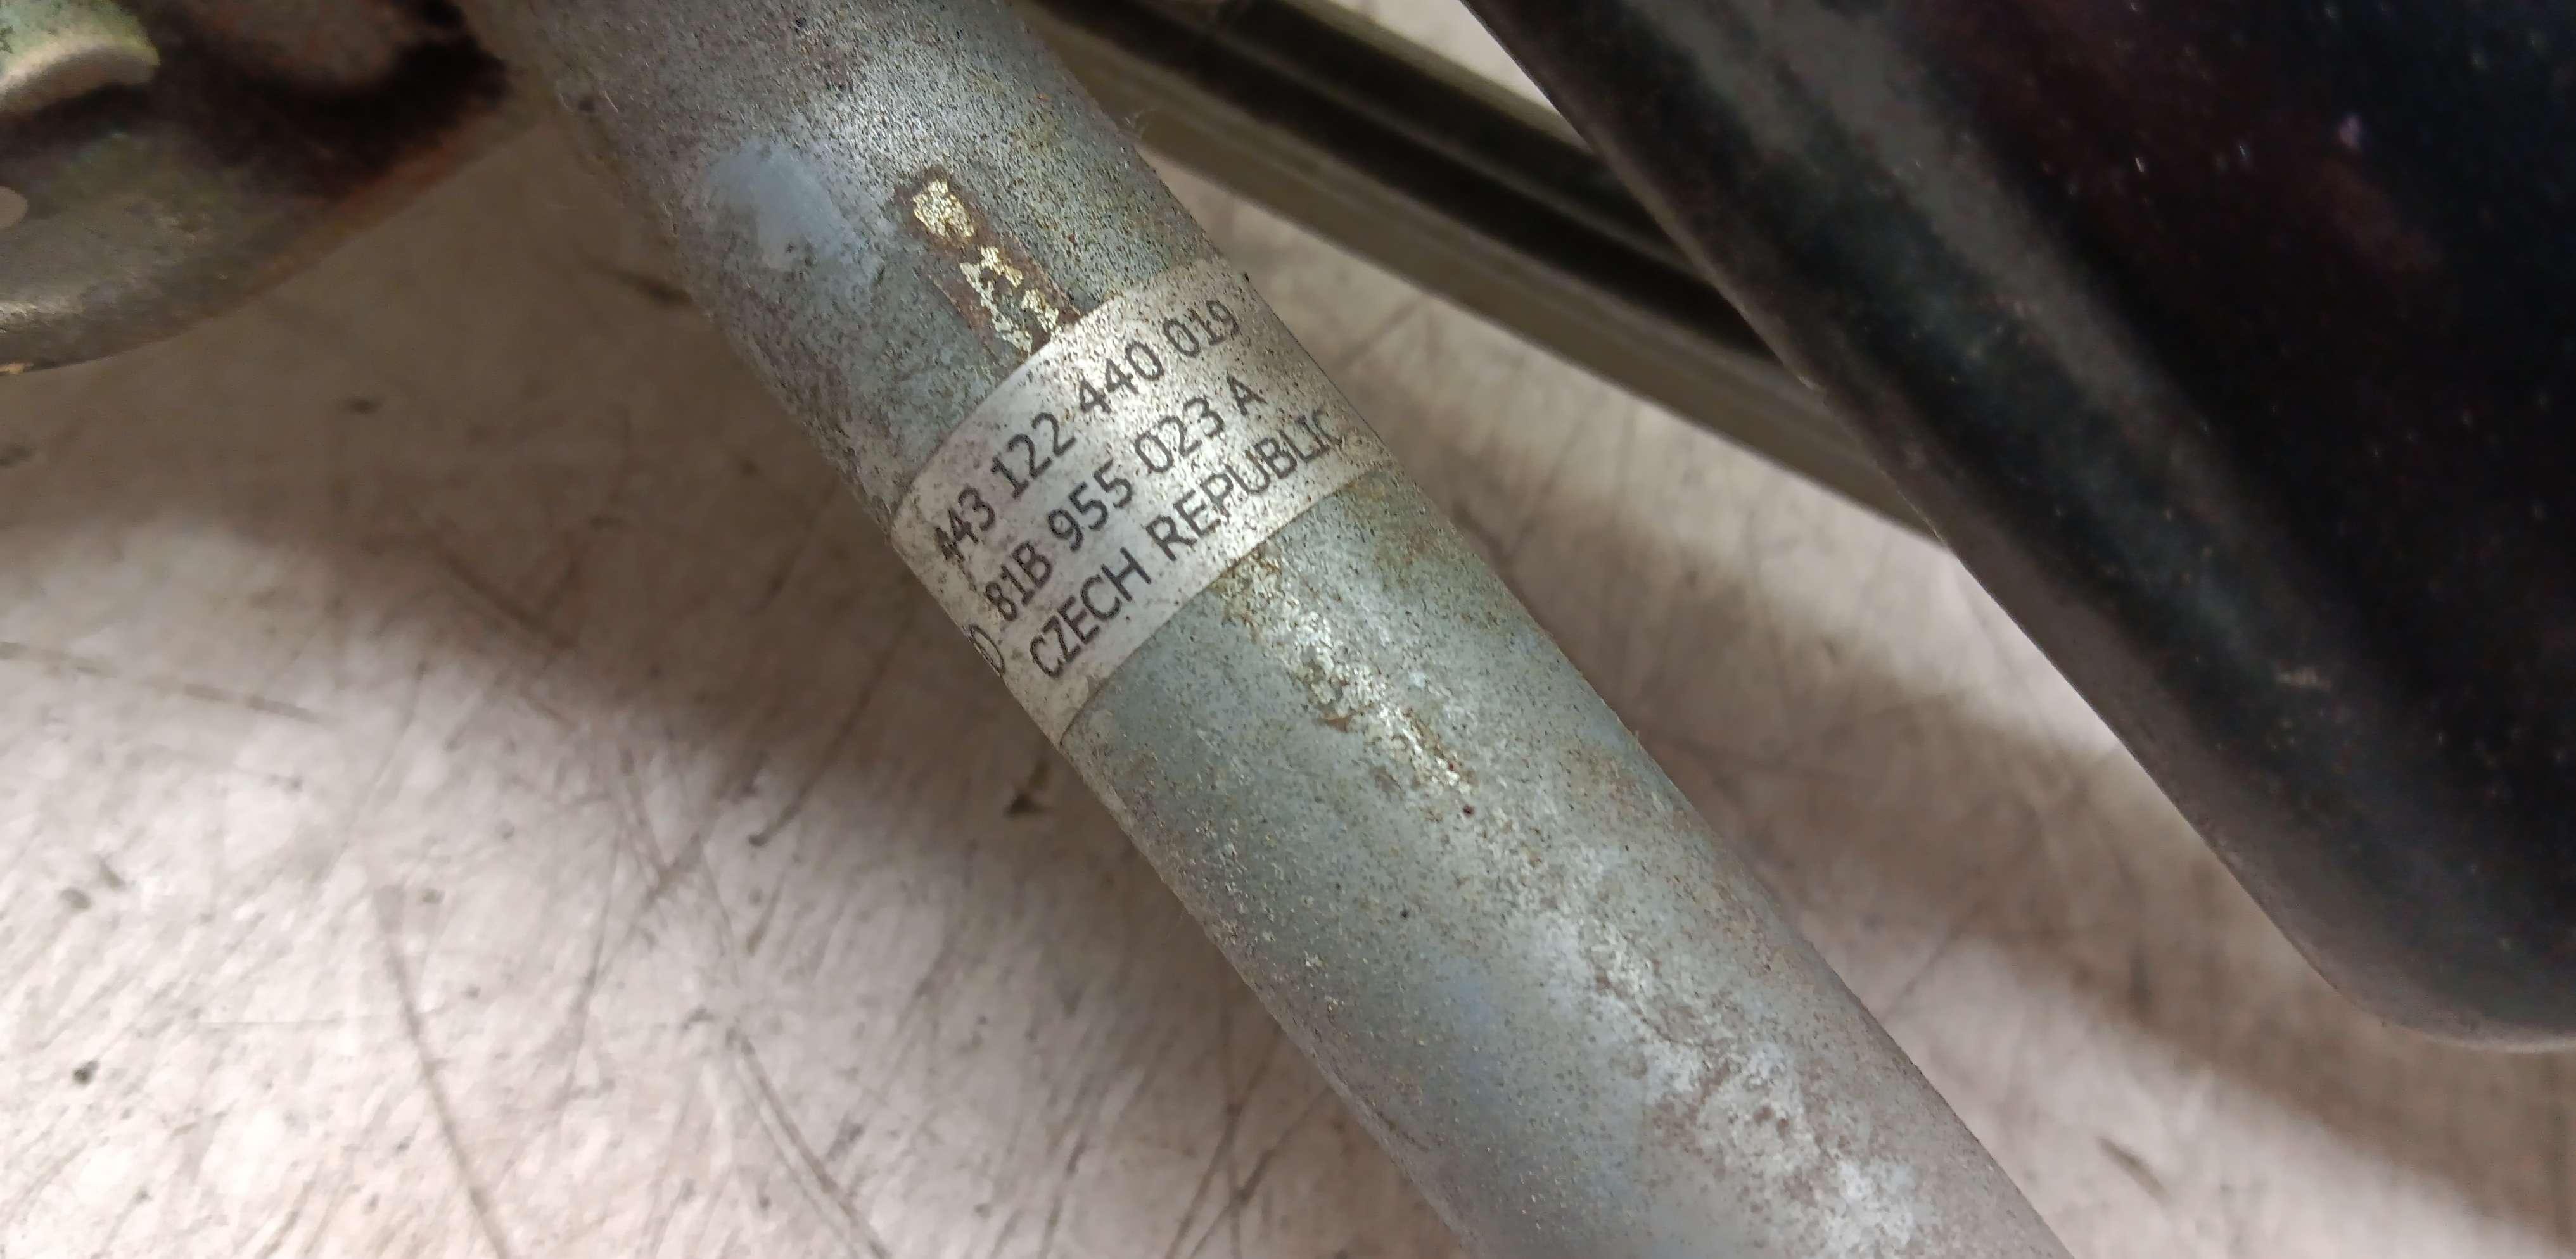 443 122 440 019
81B 955 023 A
CZECH REPUBLIC